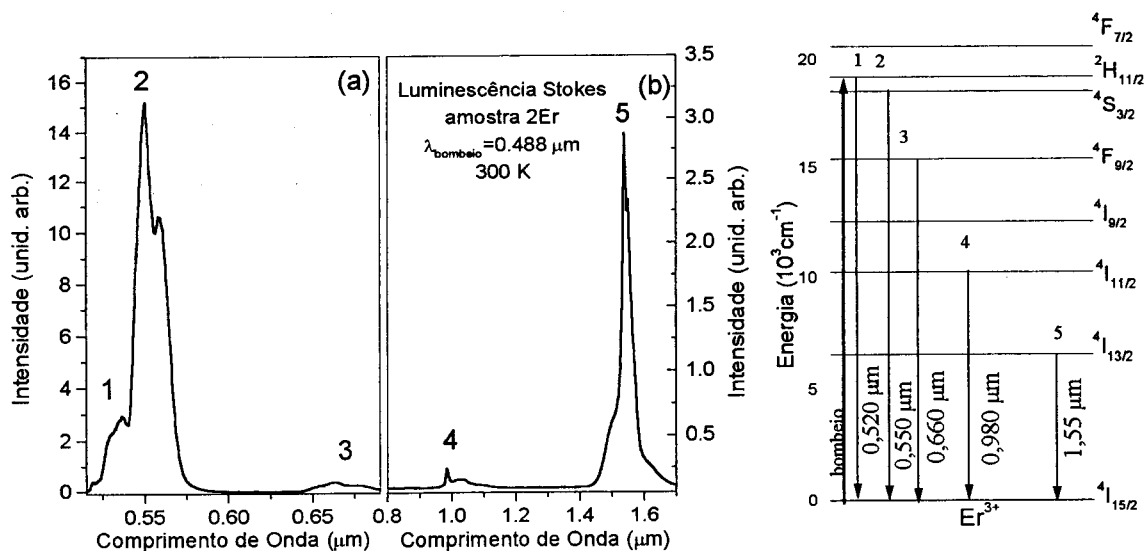 (a)
1
2
3
16
14
12
10
8
6
4
2
0
Intensidade (unid. arb.)
0.55
0.60
0.65
Comprimento de Onda (μm)
(b)
Luminescência Stokes
amostra 2Er
λbombeio=0.488 μm
300 K
4
5
3.5
3.0
2.5
2.0
1.5
1.0
0.5
Intensidade (unid. arb.)
0.8
1.0
1.2
1.4
1.6
Comprimento de Onda (μm)
Energia (10³cm⁻¹)
20
15
10
5
0
⁴F7/2
²H11/2
⁴S3/2
⁴F9/2
⁴I9/2
⁴I11/2
⁴I13/2
⁴I15/2
1
2
3
4
5
bombeio
0,520 μm
0,550 μm
0,660 μm
0,980 μm
1,55 μm
Er³⁺